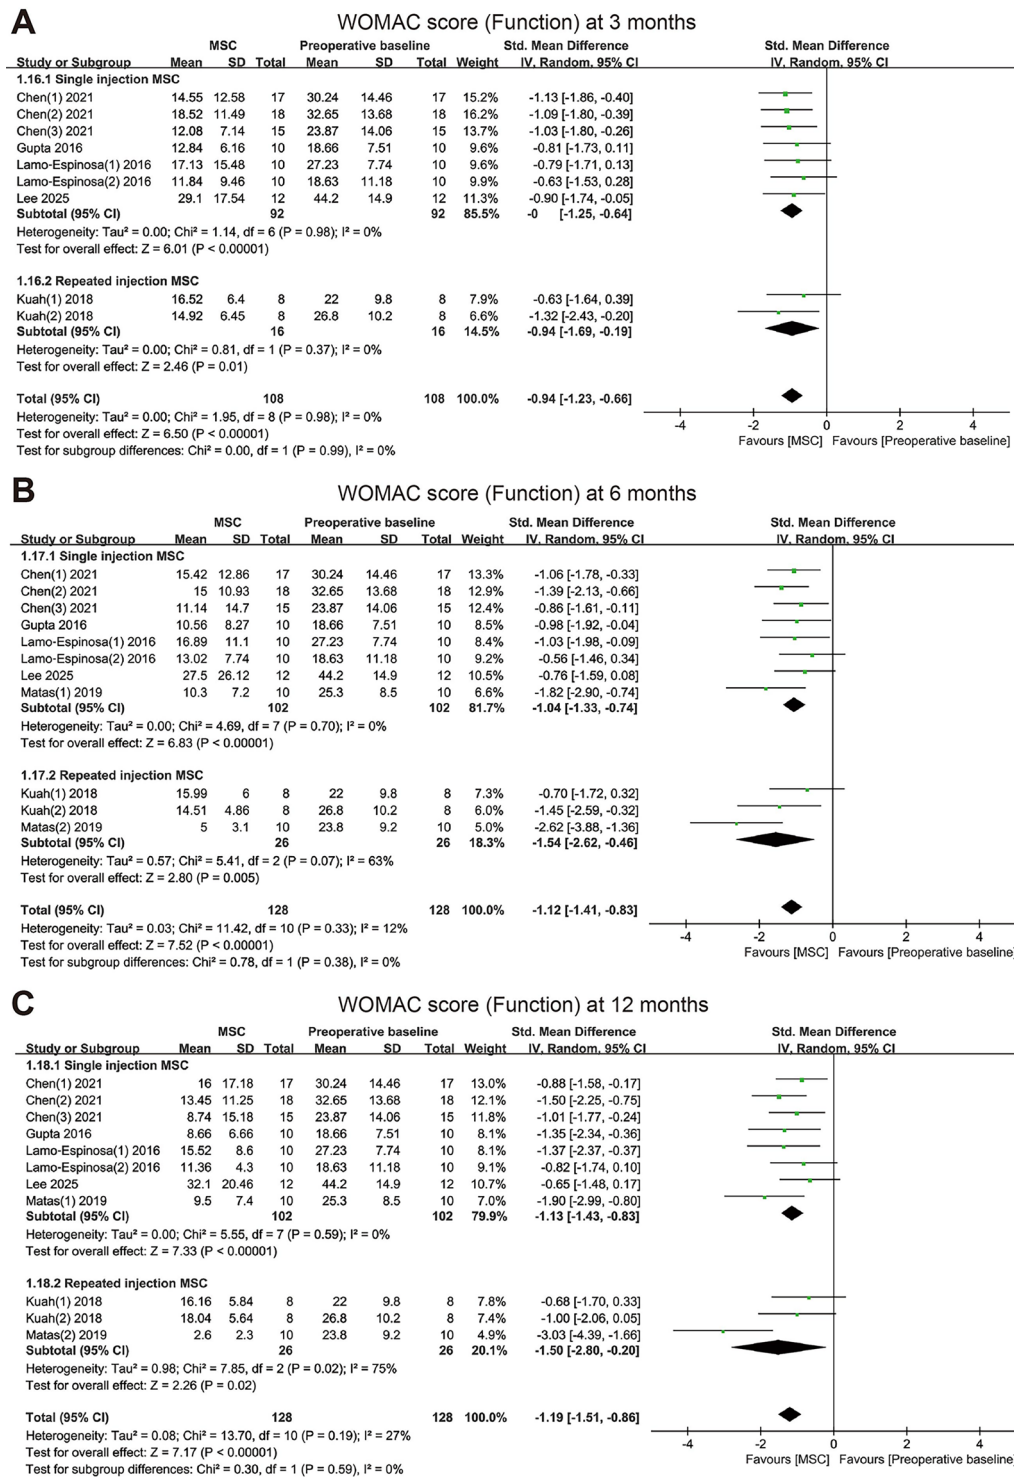 A
WOMAC score (Function) at 3 months
MSC Preoperative baseline Std. Mean Difference Std. Mean Difference
Study or Subgroup Mean SD Total Mean SD Total Weight IV, Random, 95% CI IV, Random, 95% CI
1.16.1 Single injection MSC
Chen(1) 2021 14.55 12.58 17 30.24 14.46 17 15.2% -1.13 [-1.86, -0.40]
Chen(2) 2021 18.52 11.49 18 32.65 13.68 18 16.2% -1.09 [-1.80, -0.39]
Chen(3) 2021 12.08 7.14 15 23.87 14.06 15 13.7% -1.03 [-1.80, -0.26]
Gupta 2016 12.84 6.16 10 18.66 7.51 10 9.6% -0.81 [-1.73, 0.11]
Lamo-Espinosa(1) 2016 17.13 15.48 10 27.23 7.74 10 9.6% -0.79 [-1.71, 0.13]
Lamo-Espinosa(2) 2016 11.84 9.46 10 18.63 11.18 10 9.9% -0.63 [-1.53, 0.28]
Lee 2025 29.1 17.54 12 44.2 14.9 12 11.3% -0.90 [-1.74, -0.05]
Subtotal (95% CI) 92 92 85.5% -0 [-1.25, -0.64]
Heterogeneity: Tau² = 0.00; Chi² = 1.14, df = 6 (P = 0.98); I² = 0%
Test for overall effect: Z = 6.01 (P < 0.00001)
1.16.2 Repeated injection MSC
Kuah(1) 2018 16.52 6.4 8 22 9.8 8 7.9% -0.63 [-1.64, 0.39]
Kuah(2) 2018 14.92 6.45 8 26.8 10.2 8 6.6% -1.32 [-2.43, -0.20]
Subtotal (95% CI) 16 16 14.5% -0.94 [-1.69, -0.19]
Heterogeneity: Tau² = 0.00; Chi² = 0.81, df = 1 (P = 0.37); I² = 0%
Test for overall effect: Z = 2.46 (P = 0.01)
Total (95% CI) 108 108 100.0% -0.94 [-1.23, -0.66]
Heterogeneity: Tau² = 0.00; Chi² = 1.95, df = 8 (P = 0.98); I² = 0%
Test for overall effect: Z = 6.50 (P < 0.00001)
Test for subgroup differences: Chi² = 0.00, df = 1 (P = 0.99), I² = 0%
-4 -2 0 2 4
Favours [MSC] Favours [Preoperative baseline]
B
WOMAC score (Function) at 6 months
MSC Preoperative baseline Std. Mean Difference Std. Mean Difference
Study or Subgroup Mean SD Total Mean SD Total Weight IV, Random, 95% CI IV, Random, 95% CI
1.17.1 Single injection MSC
Chen(1) 2021 15.42 12.86 17 30.24 14.46 17 13.3% -1.06 [-1.78, -0.33]
Chen(2) 2021 15 10.93 18 32.65 13.68 18 12.9% -1.39 [-2.13, -0.66]
Chen(3) 2021 11.14 14.7 15 23.87 14.06 15 12.4% -0.86 [-1.61, -0.11]
Gupta 2016 10.56 8.27 10 18.66 7.51 10 8.5% -0.98 [-1.92, -0.04]
Lamo-Espinosa(1) 2016 16.89 11.1 10 27.23 7.74 10 8.4% -1.03 [-1.98, -0.09]
Lamo-Espinosa(2) 2016 13.02 7.74 10 18.63 11.18 10 9.2% -0.56 [-1.46, 0.34]
Lee 2025 27.5 26.12 12 44.2 14.9 12 10.5% -0.76 [-1.59, 0.08]
Matas(1) 2019 10.3 7.2 10 25.3 8.5 10 6.6% -1.82 [-2.90, -0.74]
Subtotal (95% CI) 102 102 81.7% -1.04 [-1.33, -0.74]
Heterogeneity: Tau² = 0.00; Chi² = 4.69, df = 7 (P = 0.70); I² = 0%
Test for overall effect: Z = 6.83 (P < 0.00001)
1.17.2 Repeated injection MSC
Kuah(1) 2018 15.99 6 8 22 9.8 8 7.3% -0.70 [-1.72, 0.32]
Kuah(2) 2018 14.51 4.86 8 26.8 10.2 8 6.0% -1.45 [-2.59, -0.32]
Matas(2) 2019 5 3.1 10 23.8 9.2 10 5.0% -2.62 [-3.88, -1.36]
Subtotal (95% CI) 26 26 18.3% -1.54 [-2.62, -0.46]
Heterogeneity: Tau² = 0.57; Chi² = 5.41, df = 2 (P = 0.07); I² = 63%
Test for overall effect: Z = 2.80 (P = 0.005)
Total (95% CI) 128 128 100.0% -1.12 [-1.41, -0.83]
Heterogeneity: Tau² = 0.03; Chi² = 11.42, df = 10 (P = 0.33); I² = 12%
Test for overall effect: Z = 7.52 (P < 0.00001)
Test for subgroup differences: Chi² = 0.78, df = 1 (P = 0.38), I² = 0%
-4 -2 0 2 4
Favours [MSC] Favours [Preoperative baseline]
C
WOMAC score (Function) at 12 months
MSC Preoperative baseline Std. Mean Difference Std. Mean Difference
Study or Subgroup Mean SD Total Mean SD Total Weight IV, Random, 95% CI IV, Random, 95% CI
1.18.1 Single injection MSC
Chen(1) 2021 16 17.18 17 30.24 14.46 17 13.0% -0.88 [-1.58, -0.17]
Chen(2) 2021 13.45 11.25 18 32.65 13.68 18 12.1% -1.50 [-2.25, -0.75]
Chen(3) 2021 8.74 15.18 15 23.87 14.06 15 11.8% -1.01 [-1.77, -0.24]
Gupta 2016 8.66 6.66 10 18.66 7.51 10 8.1% -1.35 [-2.34, -0.36]
Lamo-Espinosa(1) 2016 15.52 8.6 10 27.23 7.74 10 8.1% -1.37 [-2.37, -0.37]
Lamo-Espinosa(2) 2016 11.36 4.3 10 18.63 11.18 10 9.1% -0.82 [-1.74, 0.10]
Lee 2025 32.1 20.46 12 44.2 14.9 12 10.7% -0.65 [-1.48, 0.17]
Matas(1) 2019 9.5 7.4 10 25.3 8.5 10 7.0% -1.90 [-2.99, -0.80]
Subtotal (95% CI) 102 102 79.9% -1.13 [-1.43, -0.83]
Heterogeneity: Tau² = 0.00; Chi² = 5.55, df = 7 (P = 0.59); I² = 0%
Test for overall effect: Z = 7.33 (P < 0.00001)
1.18.2 Repeated injection MSC
Kuah(1) 2018 16.16 5.84 8 22 9.8 8 7.8% -0.68 [-1.70, 0.33]
Kuah(2) 2018 18.04 5.64 8 26.8 10.2 8 7.4% -1.00 [-2.06, 0.05]
Matas(2) 2019 2.6 2.3 10 23.8 9.2 10 4.9% -3.03 [-4.39, -1.66]
Subtotal (95% CI) 26 26 20.1% -1.50 [-2.80, -0.20]
Heterogeneity: Tau² = 0.98; Chi² = 7.85, df = 2 (P = 0.02); I² = 75%
Test for overall effect: Z = 2.26 (P = 0.02)
Total (95% CI) 128 128 100.0% -1.19 [-1.51, -0.86]
Heterogeneity: Tau² = 0.08; Chi² = 13.70, df = 10 (P = 0.19); I² = 27%
Test for overall effect: Z = 7.17 (P < 0.00001)
Test for subgroup differences: Chi² = 0.30, df = 1 (P = 0.59), I² = 0%
-4 -2 0 2 4
Favours [MSC] Favours [Preoperative baseline]